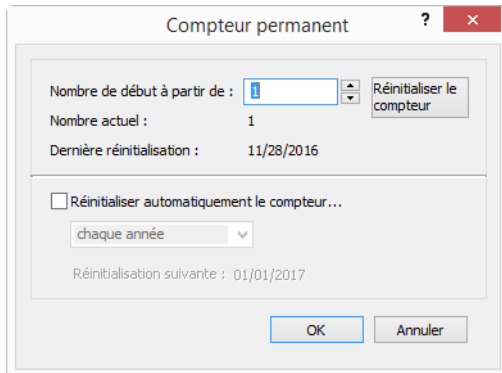 Compteur permanent ?
Nombre de début à partir de : 1
Réinitialiser le
compteur
Nombre actuel : 1
Dernière réinitialisation : 11/28/2016
Réinitialiser automatiquement le compteur...
chaque année
Réinitialisation suivante : 01/01/2017
OK Annuler